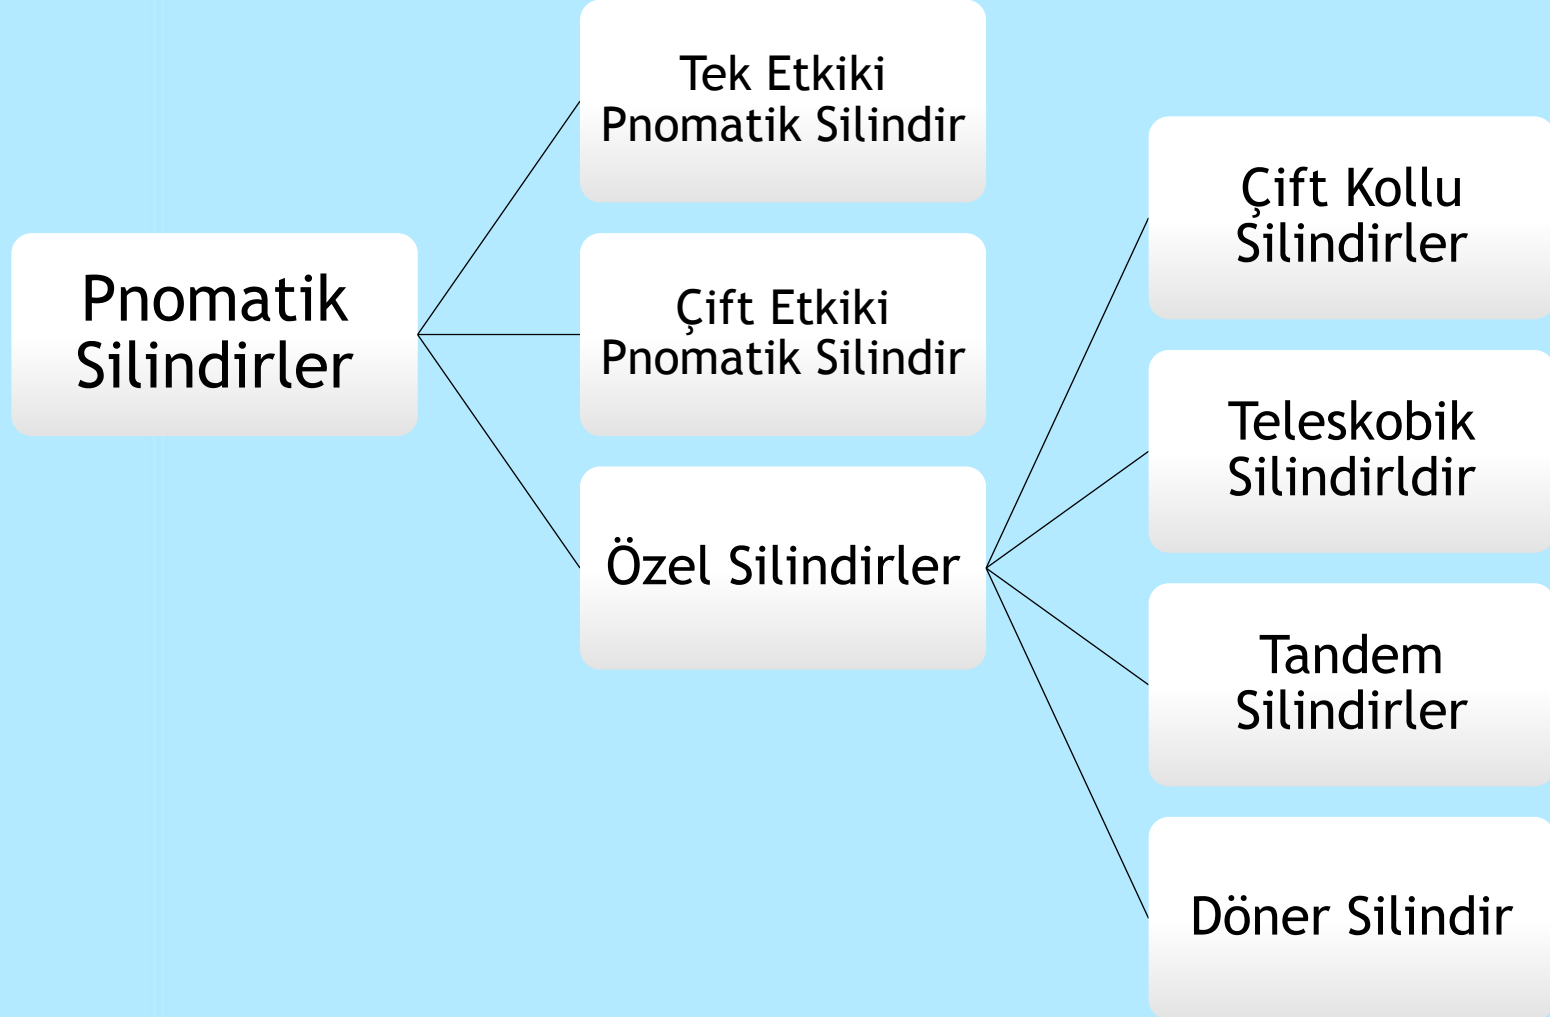 Pnomatik
Silindirler
Tek Etkiki
Pnomatik Silindir
Çift Etkiki
Pnomatik Silindir
Özel Silindirler
Çift Kollu
Silindirler
Teleskobik
Silindirldir
Tandem
Silindirler
Döner Silindir